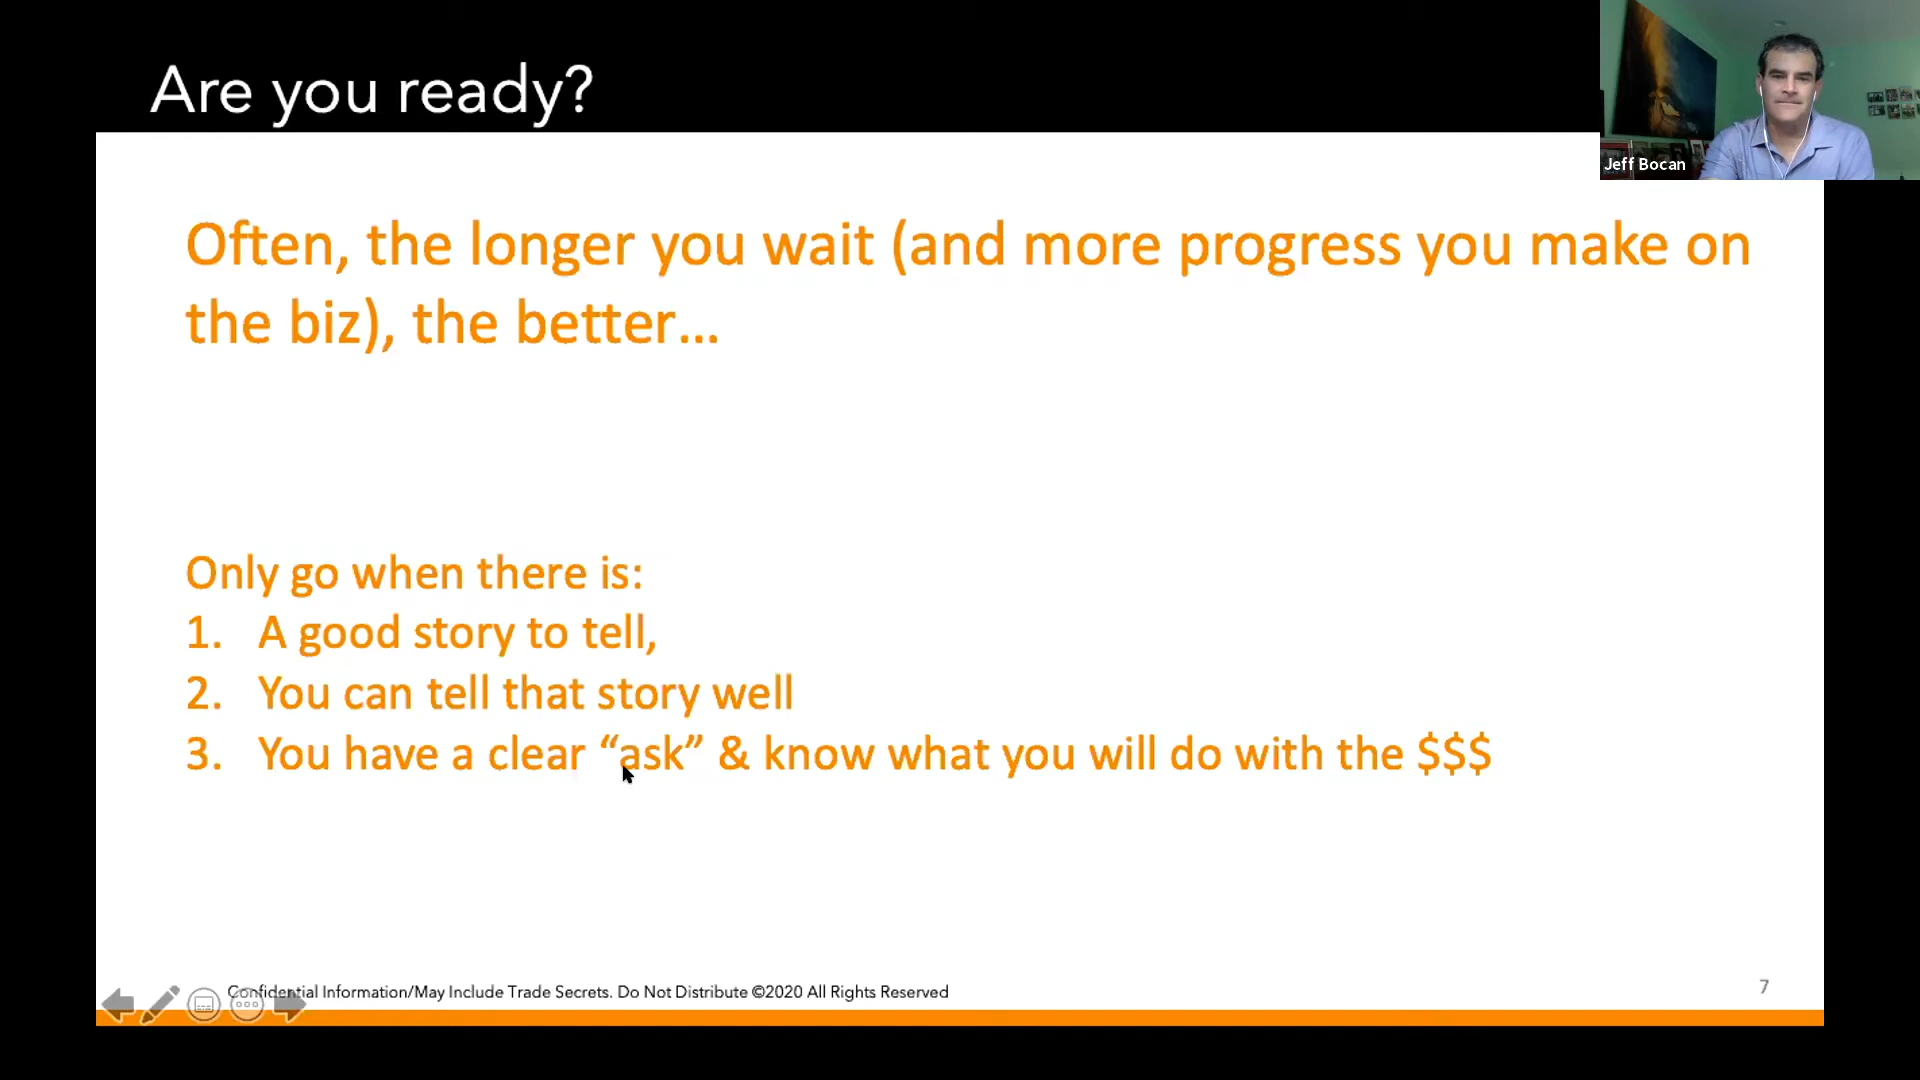 Are you ready?
Jeff Bocan
Often, the longer you wait (and more progress you make on
the biz), the better...
Only go when there is:
1. A good story to tell,
2. You can tell that story well
3. You have a clear “ask” & know what you will do with the $$$
Confidential Information/May Include Trade Secrets. Do Not Distribute ©2020 All Rights Reserved
7